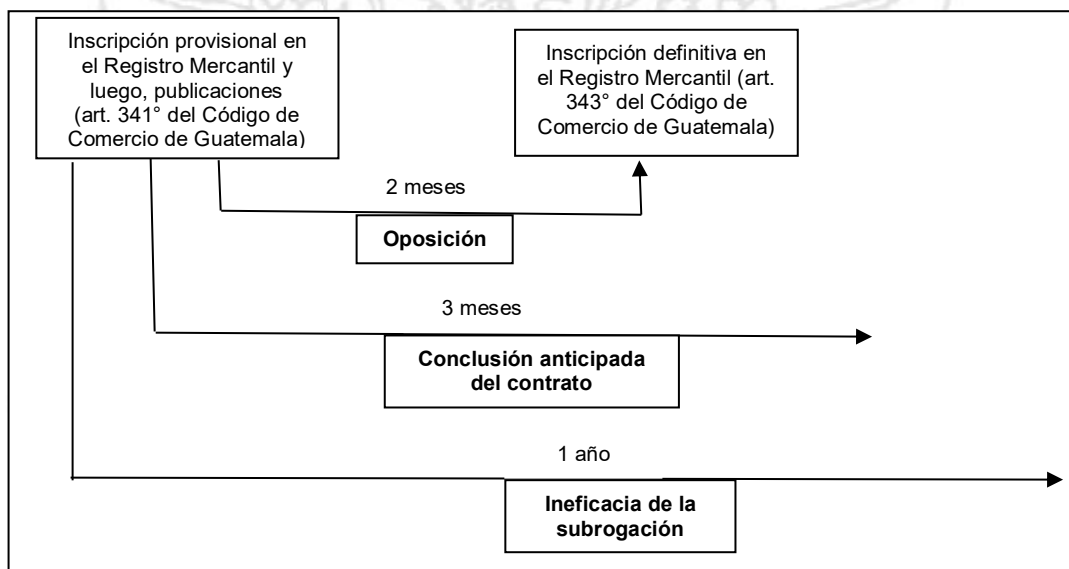 Inscripción provisional en
el Registro Mercantil y
luego, publicaciones
(art. 341° del Código de
Comercio de Guatemala)
Inscripción definitiva en
el Registro Mercantil (art.
343° del Código de
Comercio de Guatemala)
2 meses
Oposición
3 meses
Conclusión anticipada
del contrato
1 año
Ineficacia de la
subrogación